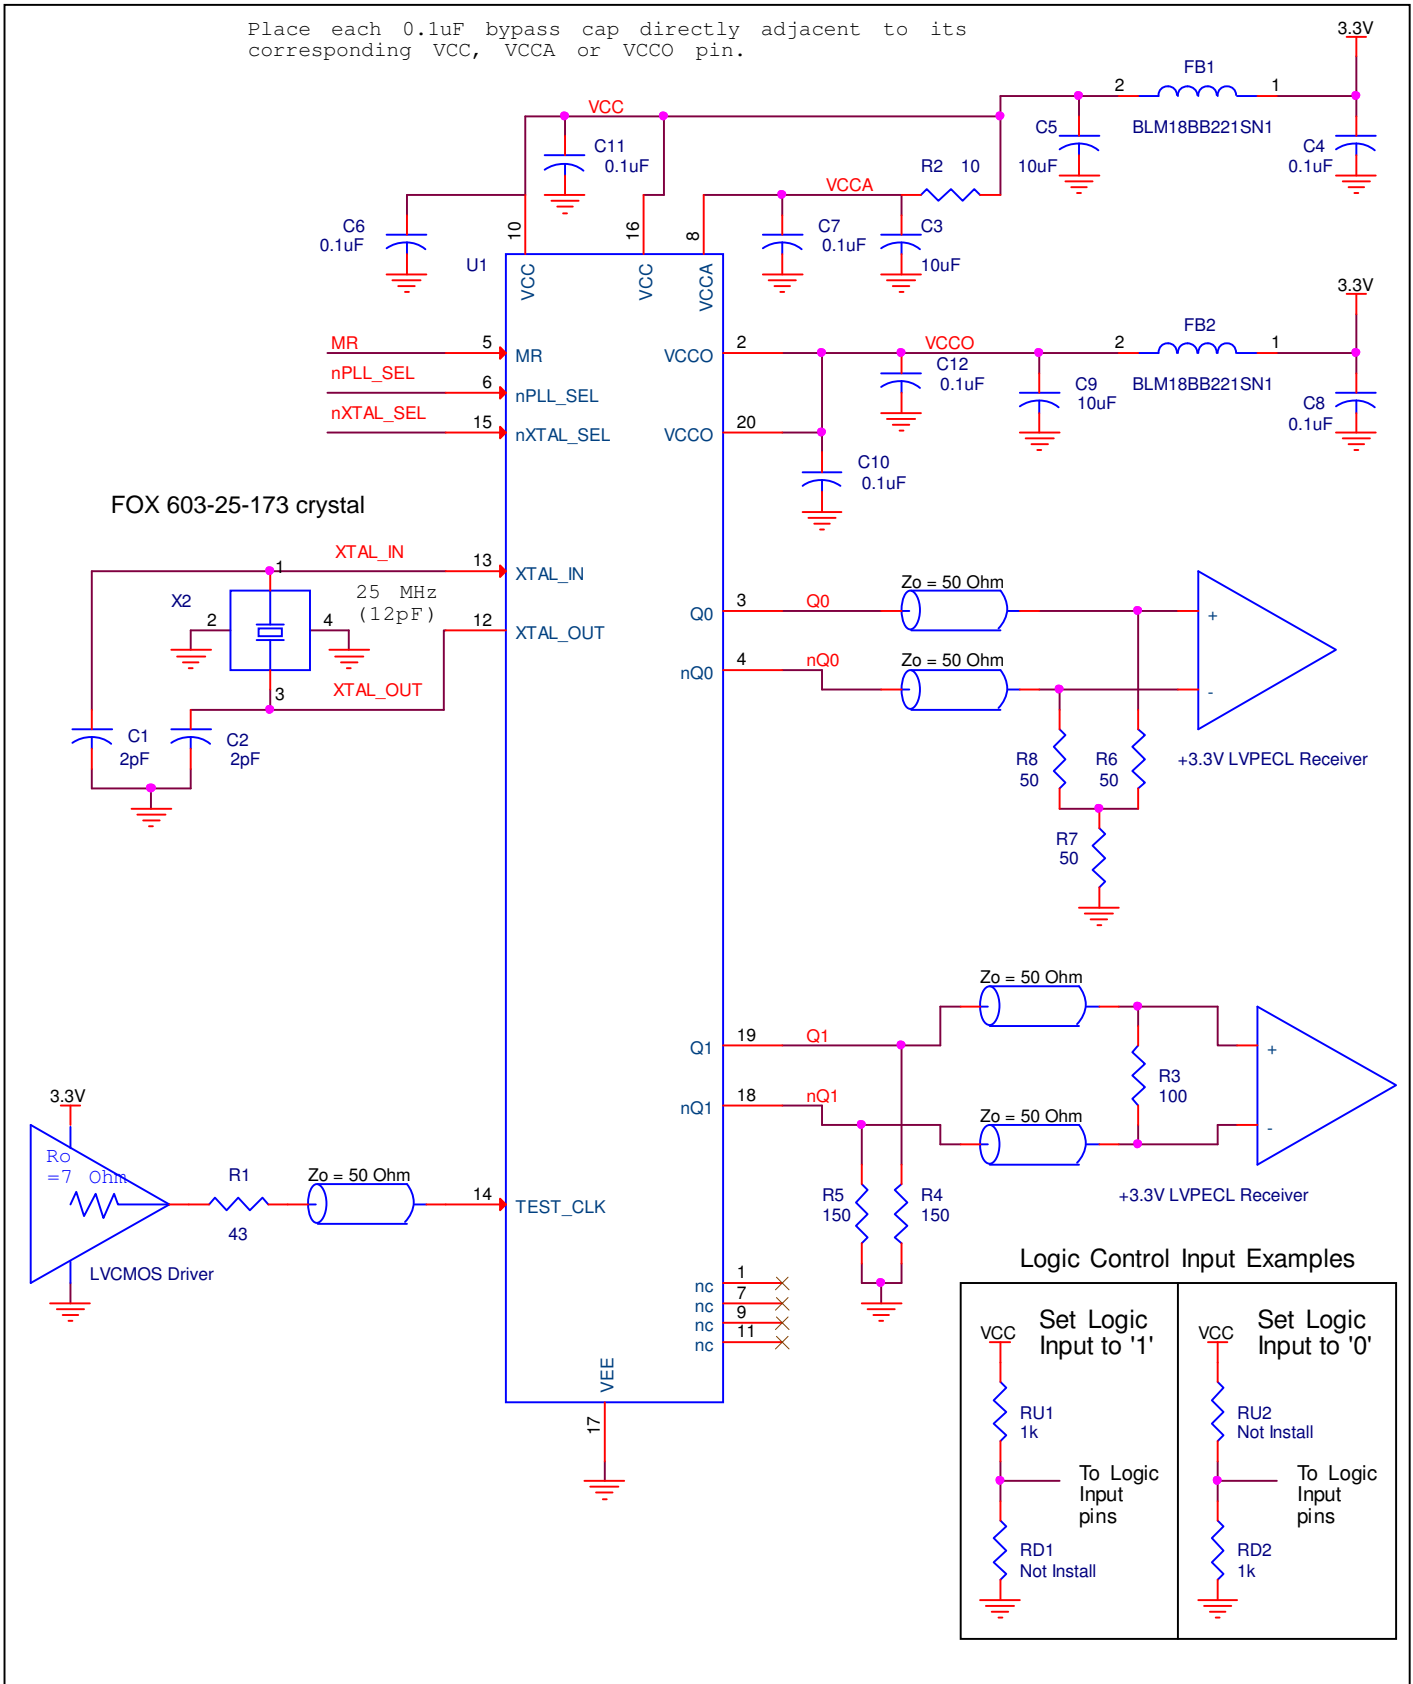 Place each 0.1uF bypass cap directly adjacent to its
corresponding VCC, VCCA or VCCO pin.
3.3V
FB1
2
1
BLM18BB221SN1
VCC
C11
0.1uF
C5
10uF
C4
0.1uF
R2 10
VCCA
C6
0.1uF
C7
0.1uF
C3
10uF
10
16
8
U1
VCC
VCC
VCCA
3.3V
FB2
2
1
BLM18BB221SN1
MR
5
MR
nPLL_SEL
6
nPLL_SEL
nXTAL_SEL
15
nXTAL_SEL
VCCO
2
VCCO
C12
0.1uF
C9
10uF
C8
0.1uF
VCCO
20
C10
0.1uF
FOX 603-25-173 crystal
XTAL_IN
13
XTAL_IN
1
25 MHz
(12pF)
X2
2
4
12
XTAL_OUT
3
XTAL_OUT
C1
2pF
C2
2pF
Zo = 50 Ohm
Q0
3
Q0
+
Zo = 50 Ohm
nQ0
4
nQ0
-
R8
50
R6
50
+3.3V LVPECL Receiver
R7
50
Zo = 50 Ohm
Q1
19
Q1
+
R3
100
nQ1
18
nQ1
Zo = 50 Ohm
-
R5
150
R4
150
+3.3V LVPECL Receiver
3.3V
Ro
=7 Ohm
R1
43
Zo = 50 Ohm
14
TEST_CLK
LVCMOS Driver
nc
1
nc
7
nc
9
nc
11
VEE
17
Logic Control Input Examples
Set Logic
Input to '1'
VCC
RU1
1k
To Logic
Input
pins
RD1
Not Install
Set Logic
Input to '0'
VCC
RU2
Not Install
To Logic
Input
pins
RD2
1k